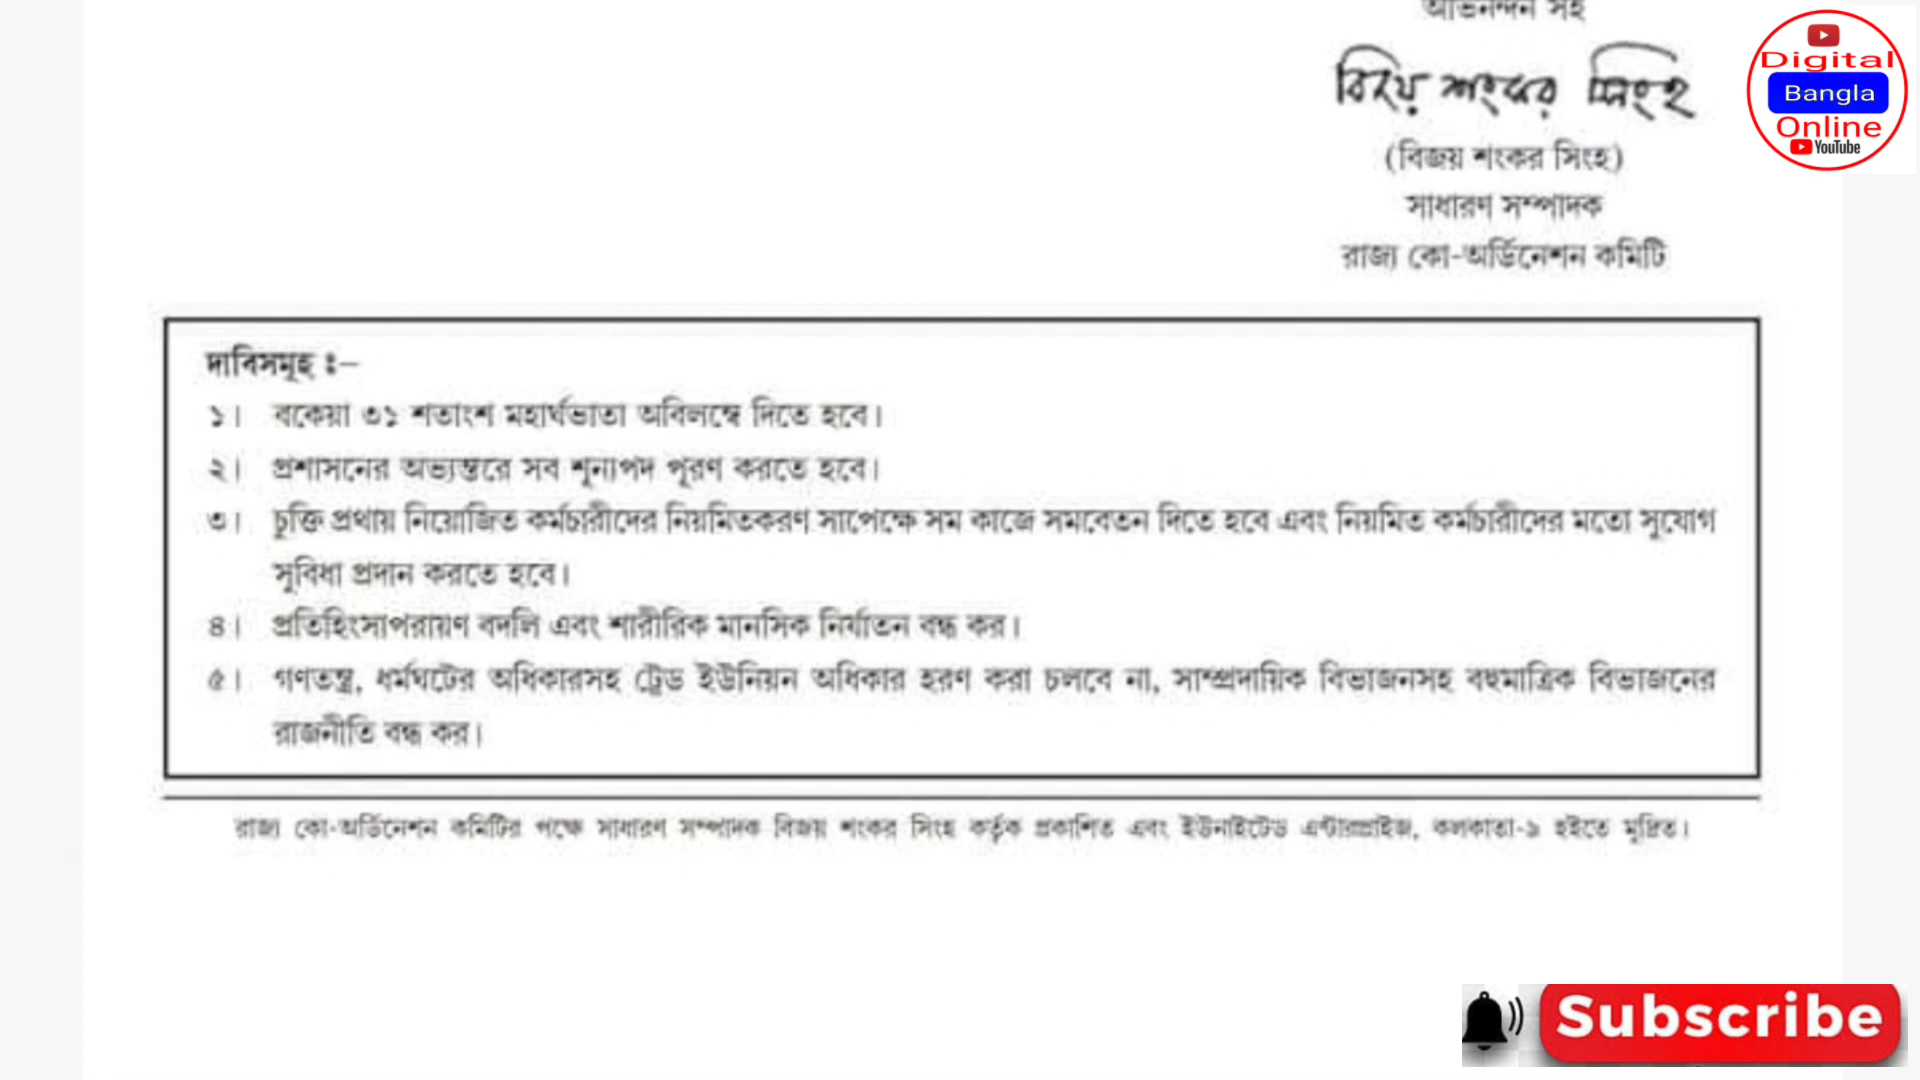 অভিনন্দন সহ
বিজয় শংকর সিংহ
(বিজয় শংকর সিংহ)
সাধারণ সম্পাদক
রাজ্য কো-অর্ডিনেশন কমিটি
Digital
Bangla
Online
YouTube
দাবিসমূহ ঃ–
১। বকেয়া ৩১ শতাংশ মহার্ঘভাতা অবিলম্বে দিতে হবে।
২। প্রশাসনের অভ্যন্তরে সব শূন্যপদ পূরণ করতে হবে।
৩। চুক্তি প্রথায় নিয়োজিত কর্মচারীদের নিয়মিতকরণ সাপেক্ষে সম কাজে সমবেতন দিতে হবে এবং নিয়মিত কর্মচারীদের মতো সুযোগ
সুবিধা প্রদান করতে হবে।
৪। প্রতিহিংসাপরায়ণ বদলি এবং শারীরিক মানসিক নির্যাতন বন্ধ কর।
৫। গণতন্ত্র, ধর্মঘটের অধিকারসহ ট্রেড ইউনিয়ন অধিকার হরণ করা চলবে না, সাম্প্রদায়িক বিভাজনসহ বহুমাত্রিক বিভাজনের
রাজনীতি বন্ধ কর।
রাজ্য কো-অর্ডিনেশন কমিটির পক্ষে সাধারণ সম্পাদক বিজয় শংকর সিংহ কর্তৃক প্রকাশিত এবং ইউনাইটেড এন্টারপ্রাইজ, কলকাতা-৯ হইতে মুদ্রিত।
Subscribe